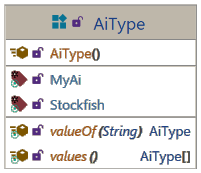 AiType
AiType()
MyAi
Stockfish
valueOf(String) AiType
values() AiType[]